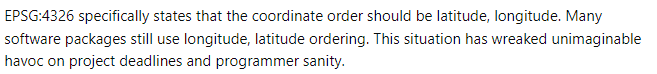 EPSG:4326 specifically states that the coordinate order should be latitude, longitude. Many
software packages still use longitude, latitude ordering. This situation has wreaked unimaginable
havoc on project deadlines and programmer sanity.